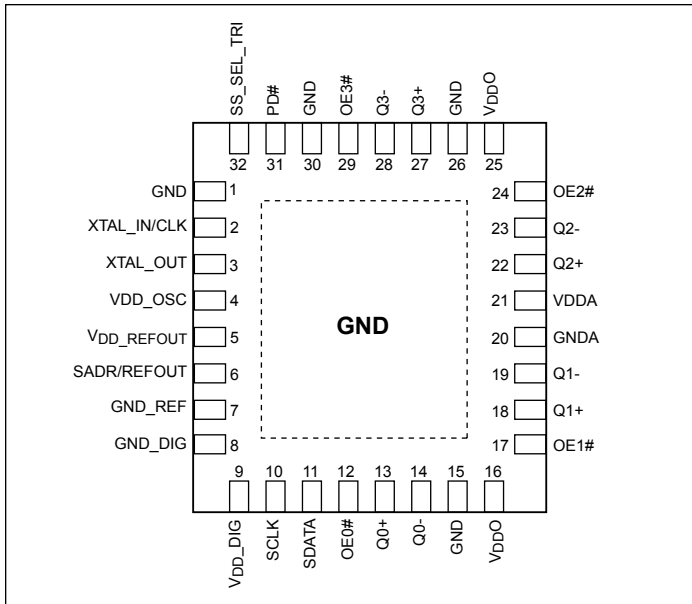 SS_SEL_TRI
PD#
GND
OE3#
Q3-
Q3+
GND
VDDO
32 31 30 29 28 27 26 25
GND 1
XTAL_IN/CLK 2
XTAL_OUT 3
VDD_OSC 4
VDD_REFOUT 5
SADR/REFOUT 6
GND_REF 7
GND_DIG 8
GND
24 OE2#
23 Q2-
22 Q2+
21 VDDA
20 GNDA
19 Q1-
18 Q1+
17 OE1#
9 10 11 12 13 14 15 16
VDD_DIG
SCLK
SDATA
OE0#
Q0+
Q0-
GND
VDDO